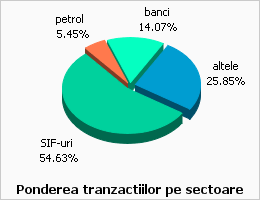 banci
14.07%
petrol
5.45%
altele
25.85%
SIF-uri
54.63%
Ponderea tranzactiilor pe sectoare